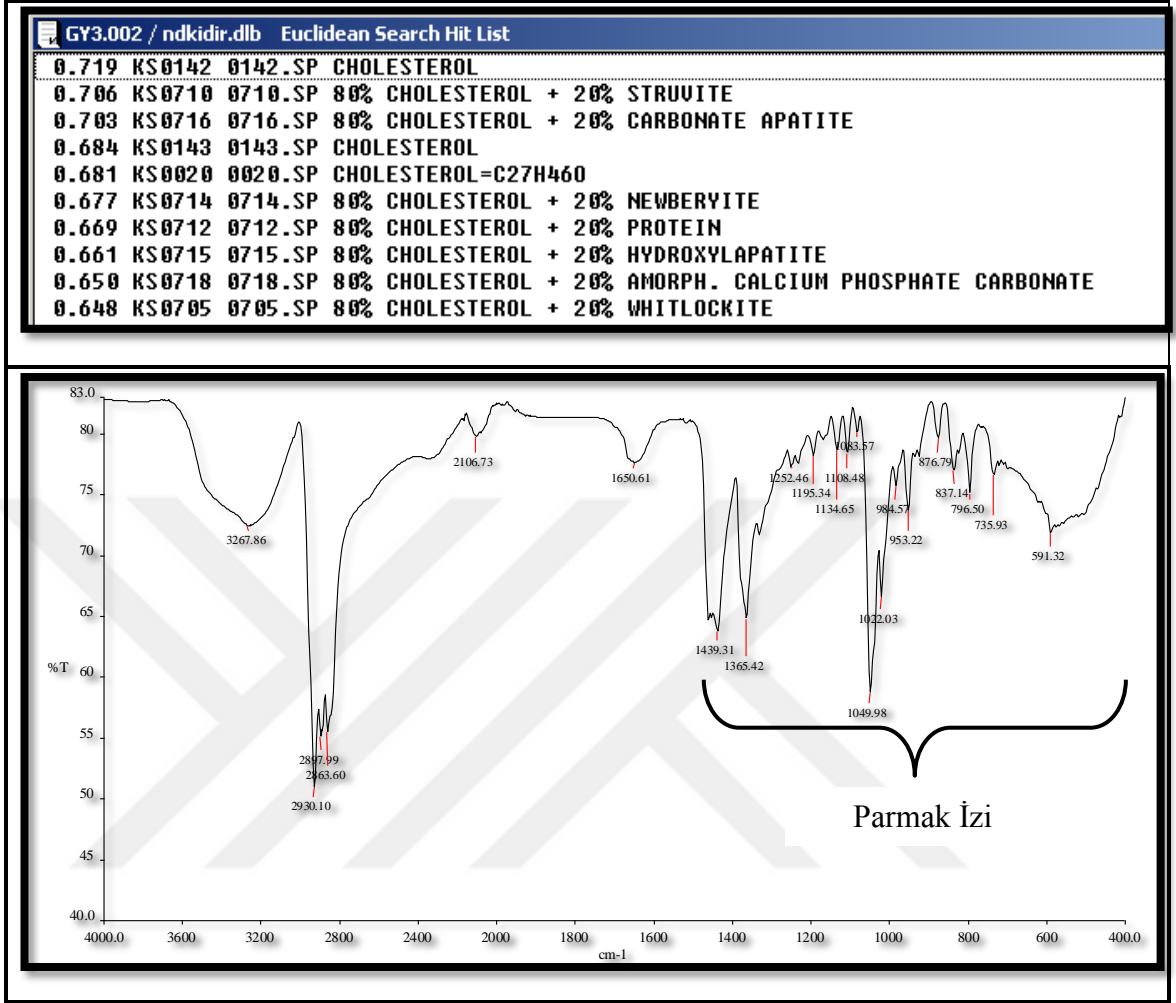 GY3.002 / ndkidir.dlb Euclidean Search Hit List
0.719 KS0142 0142.SP CHOLESTEROL
0.706 KS0710 0710.SP 80% CHOLESTEROL + 20% STRUVITE
0.703 KS0716 0716.SP 80% CHOLESTEROL + 20% CARBONATE APATITE
0.684 KS0143 0143.SP CHOLESTEROL
0.681 KS0020 0020.SP CHOLESTEROL=C27H46O
0.677 KS0714 0714.SP 80% CHOLESTEROL + 20% NEWBERYITE
0.669 KS0712 0712.SP 80% CHOLESTEROL + 20% PROTEIN
0.661 KS0715 0715.SP 80% CHOLESTEROL + 20% HYDROXYLAPATITE
0.650 KS0718 0718.SP 80% CHOLESTEROL + 20% AMORPH. CALCIUM PHOSPHATE CARBONATE
0.648 KS0705 0705.SP 80% CHOLESTEROL + 20% WHITLOCKITE
83.0
80
75
70
65
60
55
50
45
40.0
%T
3267.86
2930.10
2897.99
2863.60
2106.73
1650.61
1439.31
1365.42
1252.46
1195.34
1134.65
1108.48
1083.57
1049.98
1022.03
984.57
953.22
876.79
837.14
796.50
735.93
591.32
Parmak İzi
4000.0 3600 3200 2800 2400 2000 1800 1600 1400 1200 1000 800 600 400.0
cm-1